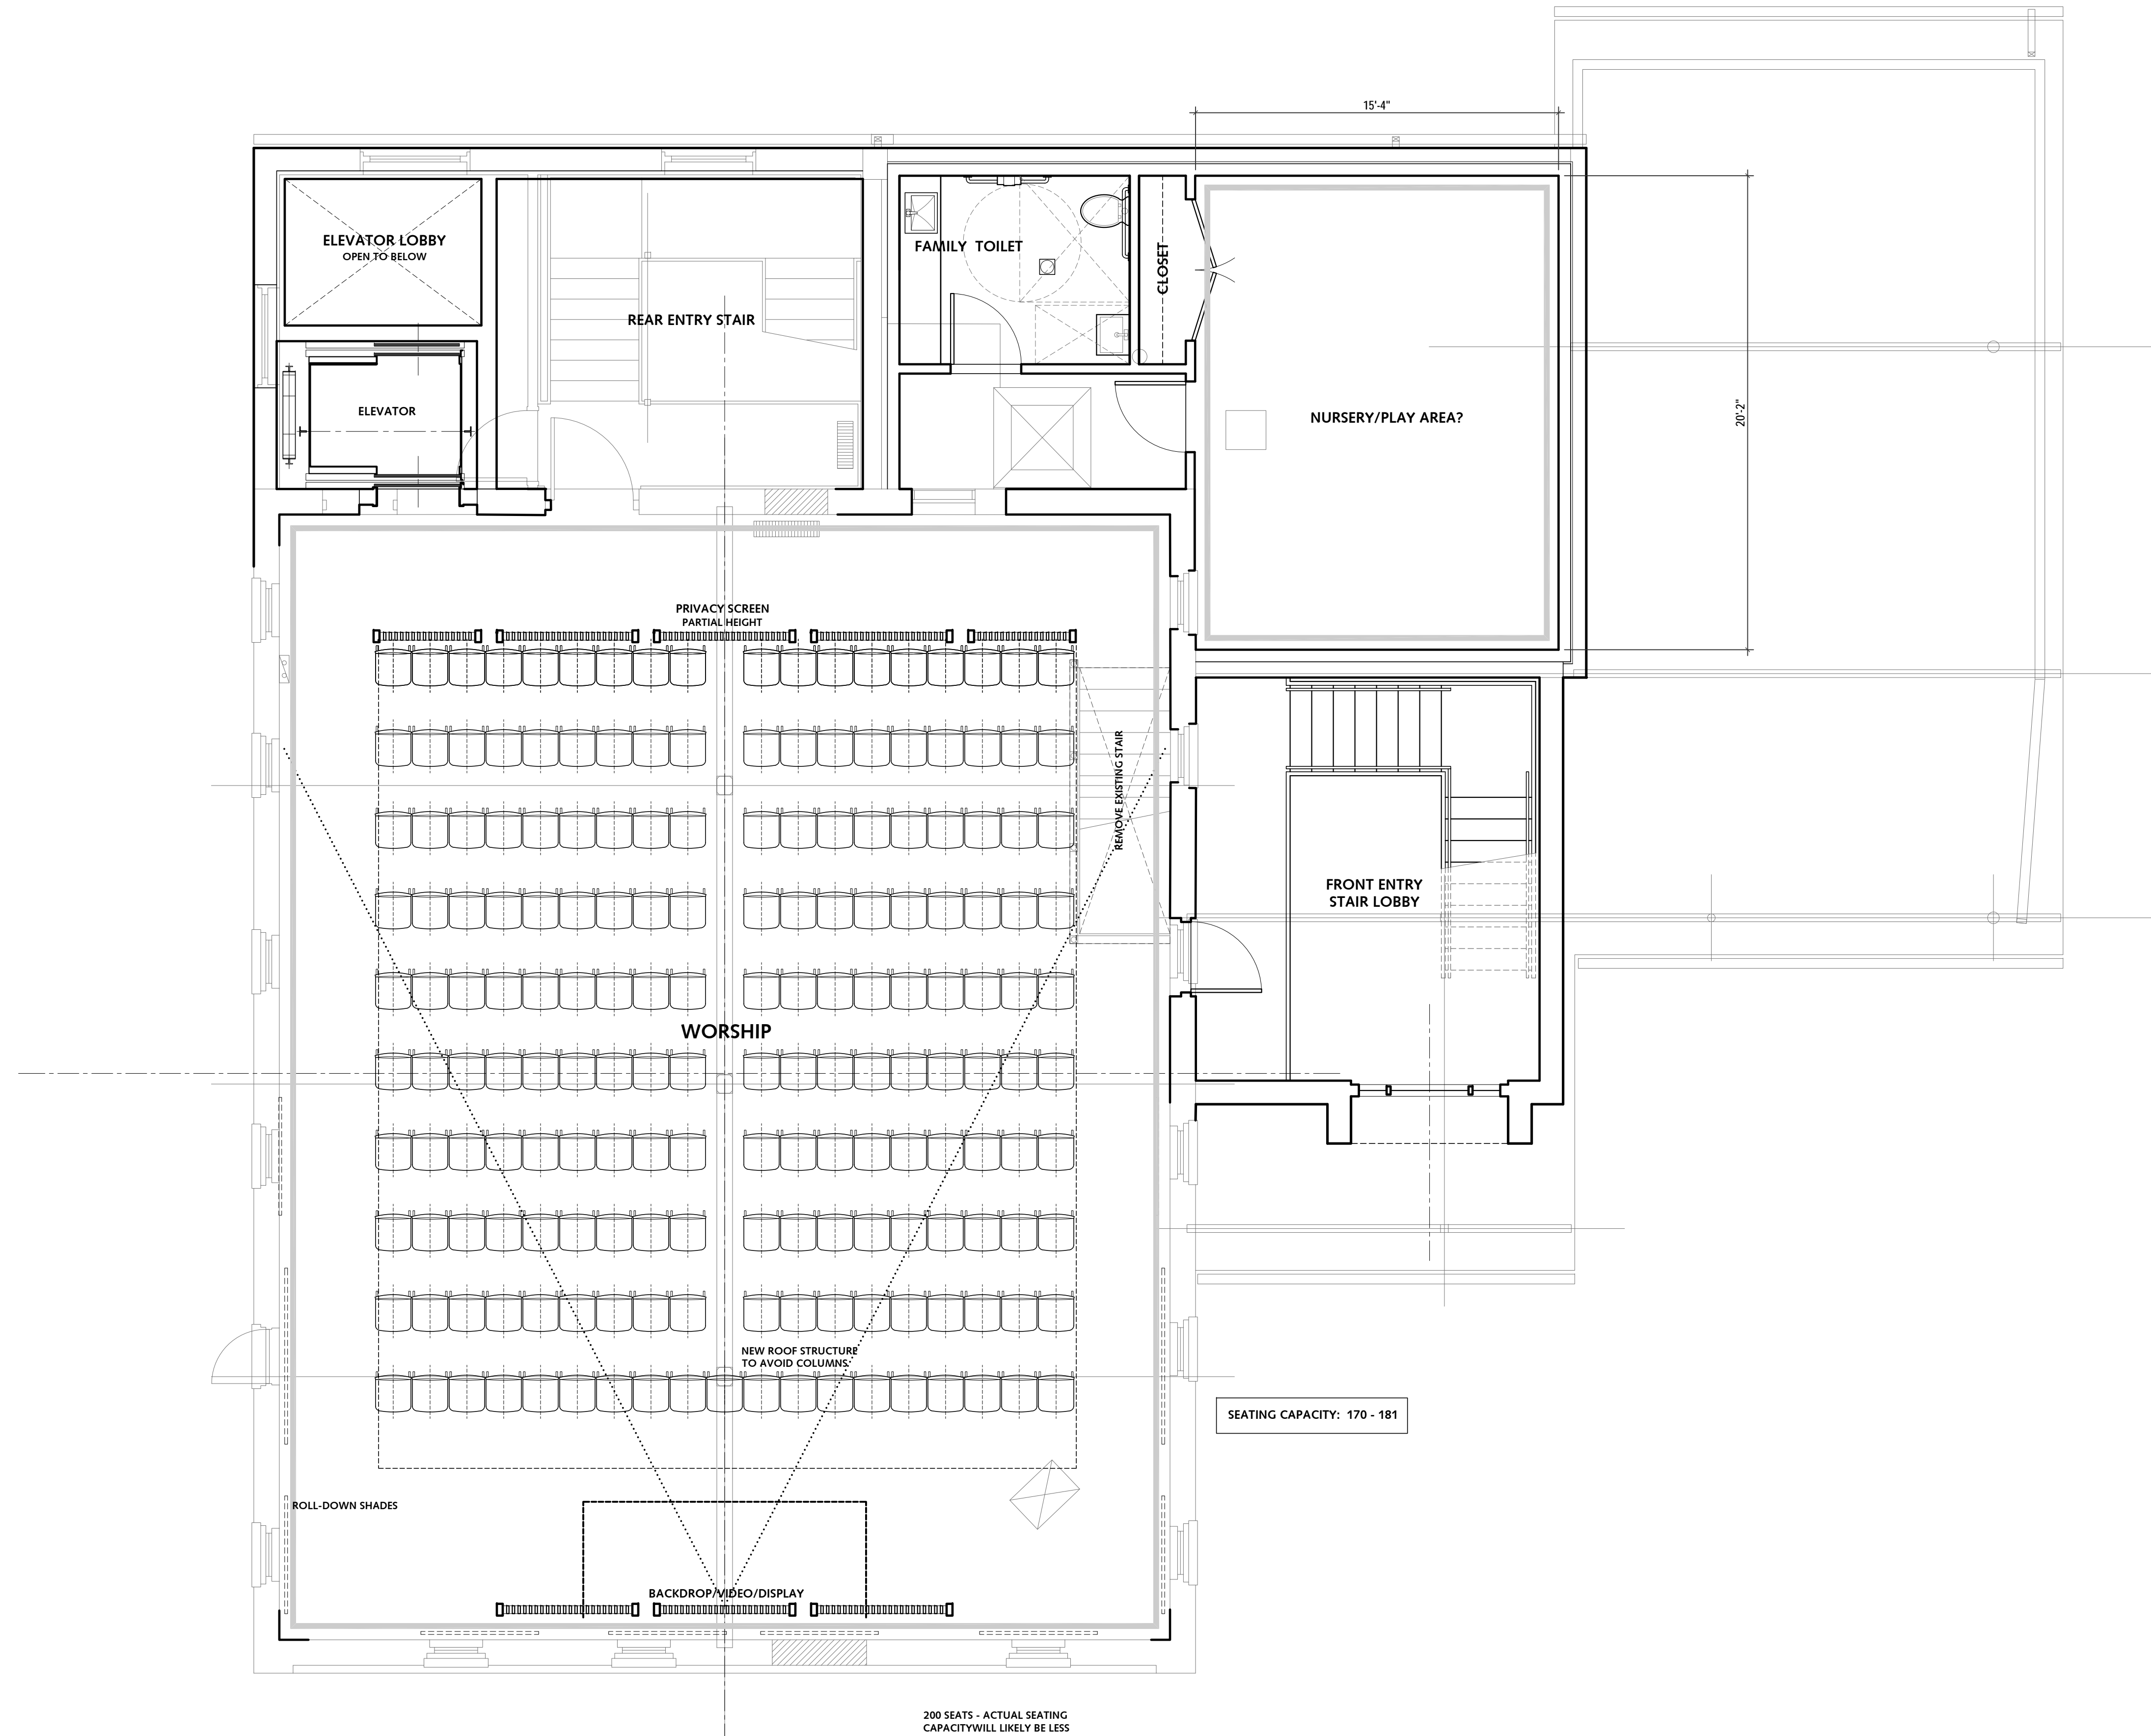 15'-4"
ELEVATOR LOBBY
OPEN TO BELOW
FAMILY TOILET
CLOSET
REAR ENTRY STAIR
ELEVATOR
NURSERY/PLAY AREA?
20'-2"
PRIVACY SCREEN
PARTIAL HEIGHT
REMOVE EXISTING STAIR
FRONT ENTRY
STAIR LOBBY
WORSHIP
NEW ROOF STRUCTURE
TO AVOID COLUMNS.
SEATING CAPACITY: 170 - 181
ROLL-DOWN SHADES
BACKDROP/VIDEO/DISPLAY
200 SEATS - ACTUAL SEATING
CAPACITYWILL LIKELY BE LESS